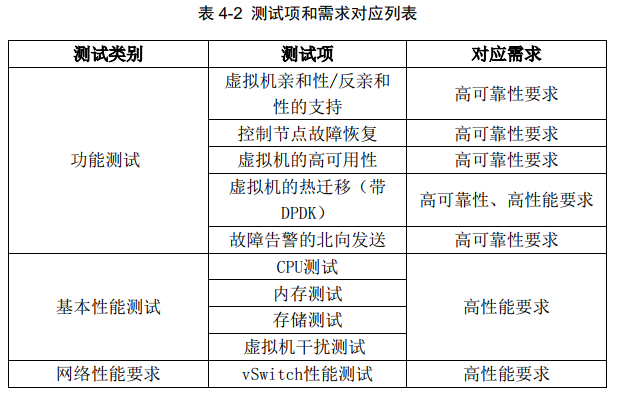 表 4-2 测试项和需求对应列表
测试类别 测试项 对应需求
功能测试
虚拟机亲和性/反亲和
性的支持
高可靠性要求
控制节点故障恢复 高可靠性要求
虚拟机的高可用性 高可靠性要求
虚拟机的热迁移（带
DPDK）
高可靠性、高性能要求
故障告警的北向发送 高可靠性要求
基本性能测试
CPU测试
内存测试
存储测试
虚拟机干扰测试
高性能要求
网络性能要求 vSwitch性能测试 高性能要求